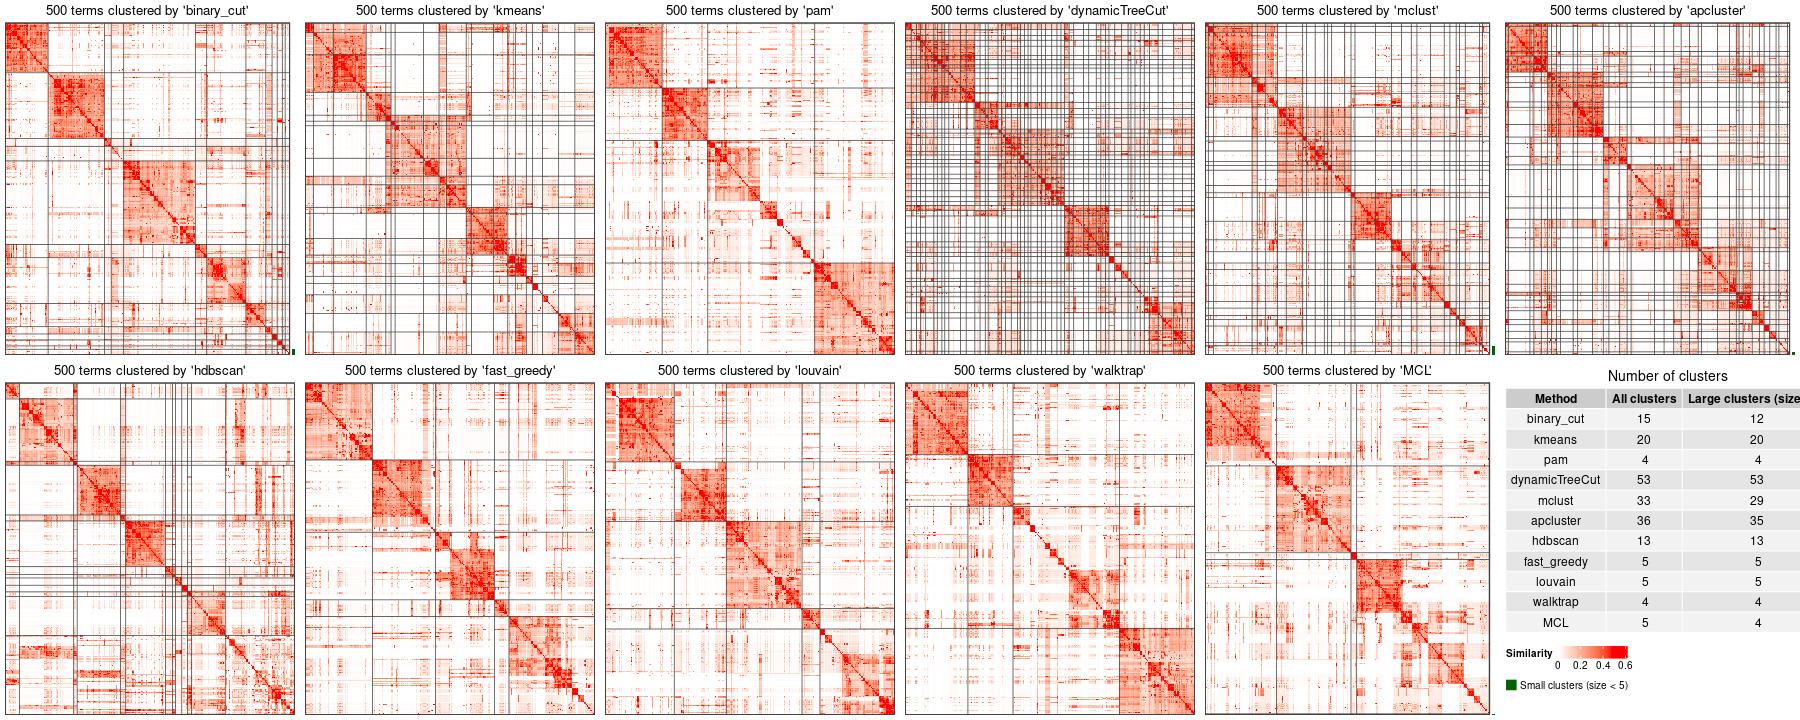 500 terms clustered by 'binary_cut'
500 terms clustered by 'kmeans'
500 terms clustered by 'pam'
500 terms clustered by 'dynamicTreeCut'
500 terms clustered by 'mclust'
500 terms clustered by 'apcluster'
500 terms clustered by 'hdbscan'
500 terms clustered by 'fast_greedy'
500 terms clustered by 'louvain'
500 terms clustered by 'walktrap'
500 terms clustered by 'MCL'
Number of clusters
Method All clusters Large clusters (size
binary_cut 15 12
kmeans 20 20
pam 4 4
dynamicTreeCut 53 53
mclust 33 29
apcluster 36 35
hdbscan 13 13
fast_greedy 5 5
louvain 5 5
walktrap 4 4
MCL 5 4
Similarity
0 0.2 0.4 0.6
Small clusters (size < 5)